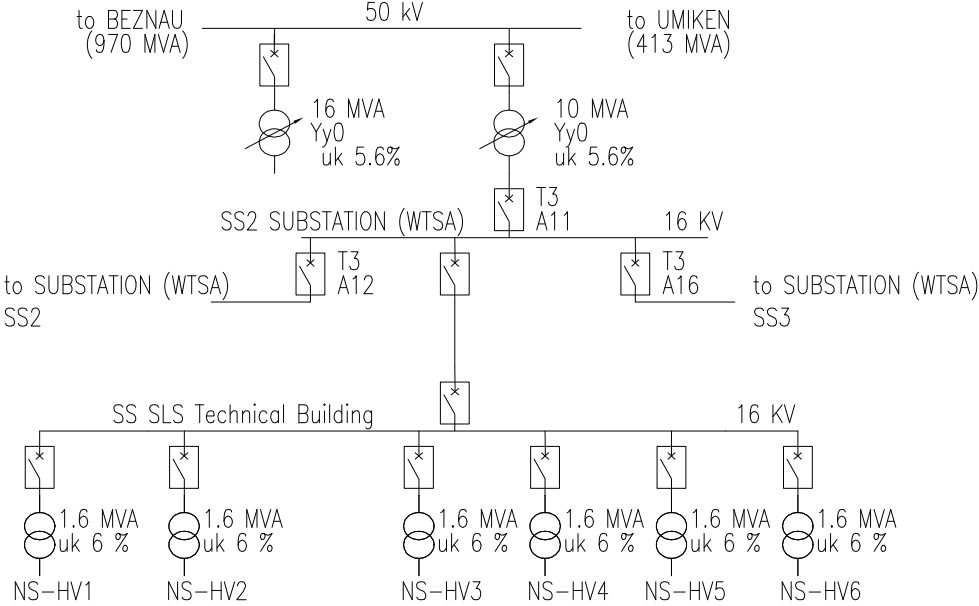 50 kV
to BEZNAU
(970 MVA)
to UMIKEN
(413 MVA)
16 MVA
Yy0
uk 5.6%
10 MVA
Yy0
uk 5.6%
T3
A11
SS2 SUBSTATION (WTSA)
16 KV
T3
A12
T3
A16
to SUBSTATION (WTSA)
SS2
to SUBSTATION (WTSA)
SS3
SS SLS Technical Building
16 KV
1.6 MVA
uk 6 %
1.6 MVA
uk 6 %
1.6 MVA
uk 6 %
1.6 MVA
uk 6 %
1.6 MVA
uk 6 %
1.6 MVA
uk 6 %
NS-HV1
NS-HV2
NS-HV3
NS-HV4
NS-HV5
NS-HV6